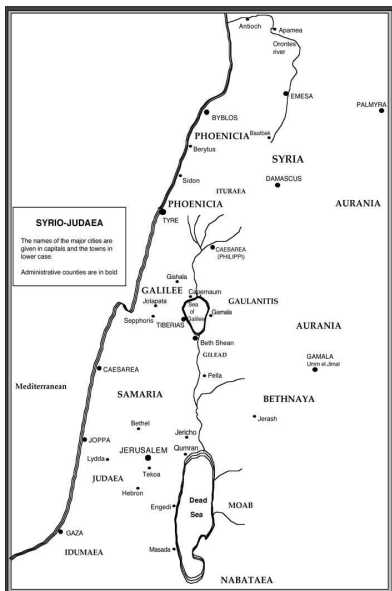 Antioch
Apamea
Orontes
river
EMESA
PALMYRA
BYBLOS
PHOENICIA
Baalbek
Berytus
SYRIA
Sidon
DAMASCUS
ITURAEA
PHOENICIA
AURANIA
TYRE
SYRIO-JUDAEA
The names of the major cities are
given in capitals and the towns in
lower case.
Administrative counties are in bold
CAESAREA
(PHILIPPI)
Gishala
GALILEE
Capernaum
GAULANITIS
Jotapata
Sea
of
Galilee
Gamala
Sepphoris
TIBERIAS
AURANIA
Beth Shean
GILEAD
GAMALA
Umm el Jimal
CAESAREA
Pella
Mediterranean
SAMARIA
BETHNAYA
Bethel
Jerash
JOPPA
Jericho
JERUSALEM
Qumran
Lydda
Tekoa
JUDAEA
Hebron
Dead
Sea
MOAB
Engedi
GAZA
IDUMAEA
Masada
NABATAEA